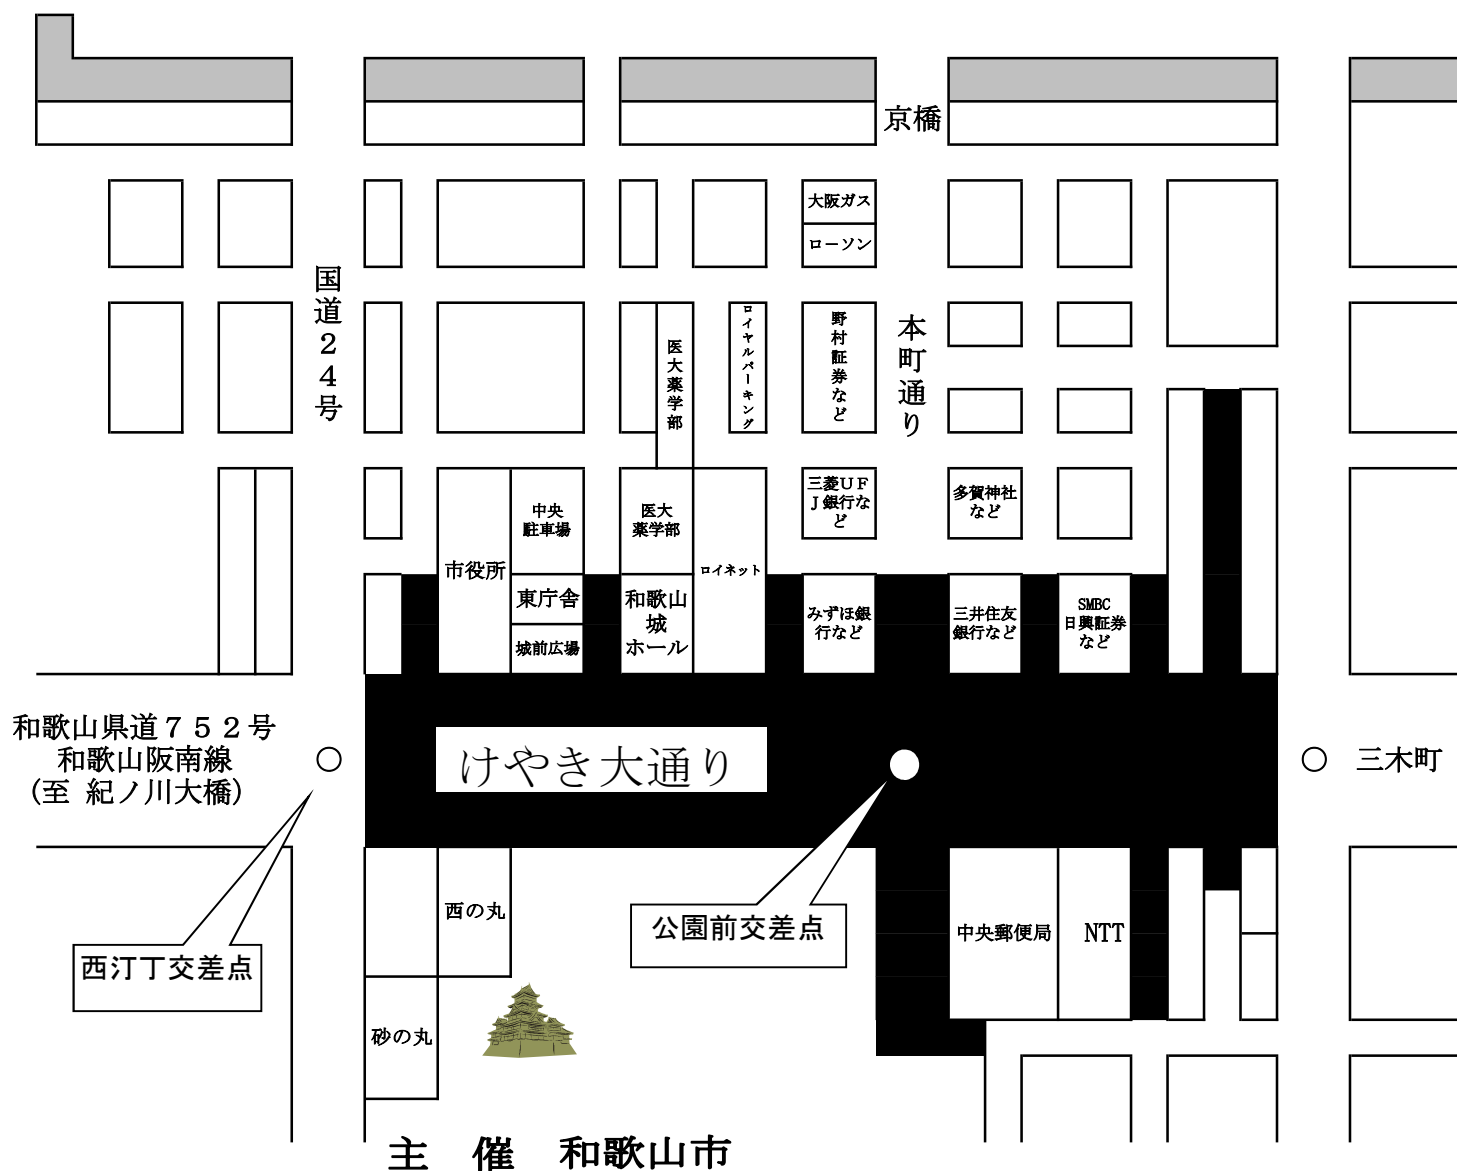 京橋
大阪ガス
ローソン
国道２４号
本町通り
医大薬学部
ロイヤルパーキング
野村証券など
三菱ＵＦ
Ｊ銀行な
ど
多賀神社
など
中央
駐車場
医大
薬学部
市役所
ロイネット
東庁舎
城前広場
和歌山
城
ホール
みずほ銀
行など
三井住友
銀行など
SMBC
日興証券
など
和歌山県道７５２号
和歌山阪南線
(至 紀ノ川大橋)
けやき大通り
三木町
西の丸
公園前交差点
中央郵便局
NTT
西汀丁交差点
砂の丸
主 催 和歌山市